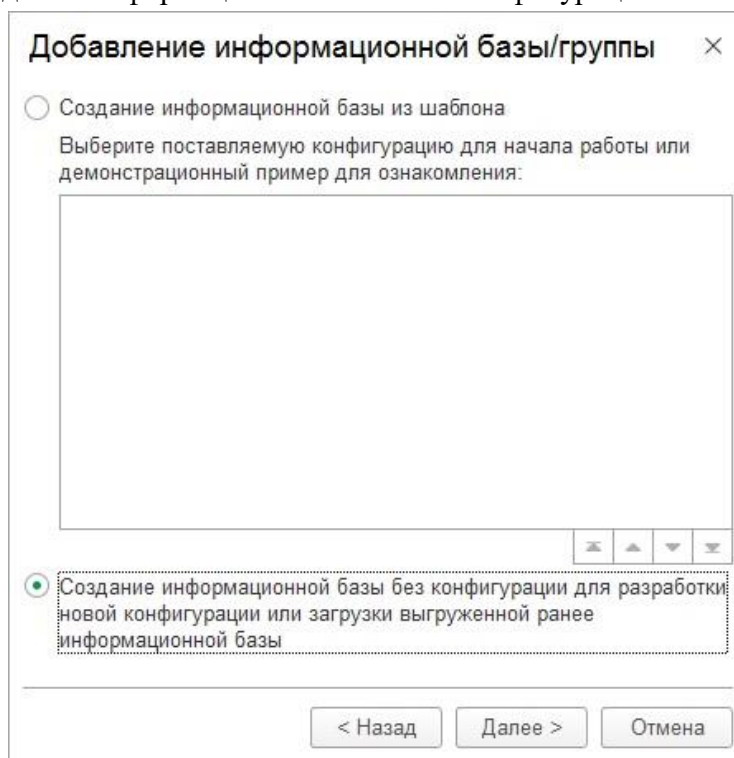 Добавление информационной базы/группы
Создание информационной базы из шаблона
Выберите поставляемую конфигурацию для начала работы или
демонстрационный пример для ознакомления:
Создание информационной базы без конфигурации для разработки
новой конфигурации или загрузки выгруженной ранее
информационной базы
< Назад
Далее >
Отмена